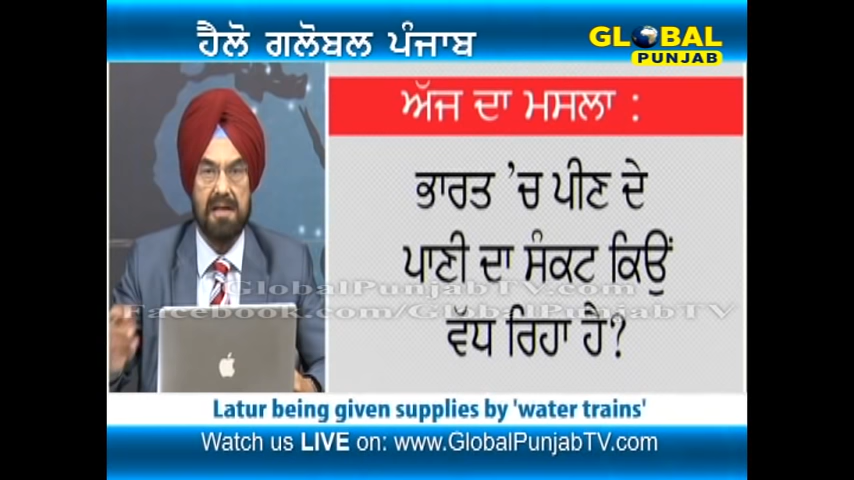 ਹੈਲੋ ਗਲੋਬਲ ਪੰਜਾਬ
GLOBAL
PUNJAB
ਅੱਜ ਦਾ ਮਸਲਾ :
ਭਾਰਤ 'ਚ ਪੀਣ ਦੇ
ਪਾਣੀ ਦਾ ਸੰਕਟ ਕਿਉਂ
ਵੱਧ ਰਿਹਾ ਹੈ?
GlobalPunjabTV.com
Facebook.com/GlobalPunjabTV
Latur being given supplies by 'water trains'
Watch us LIVE on: www.GlobalPunjabTV.com